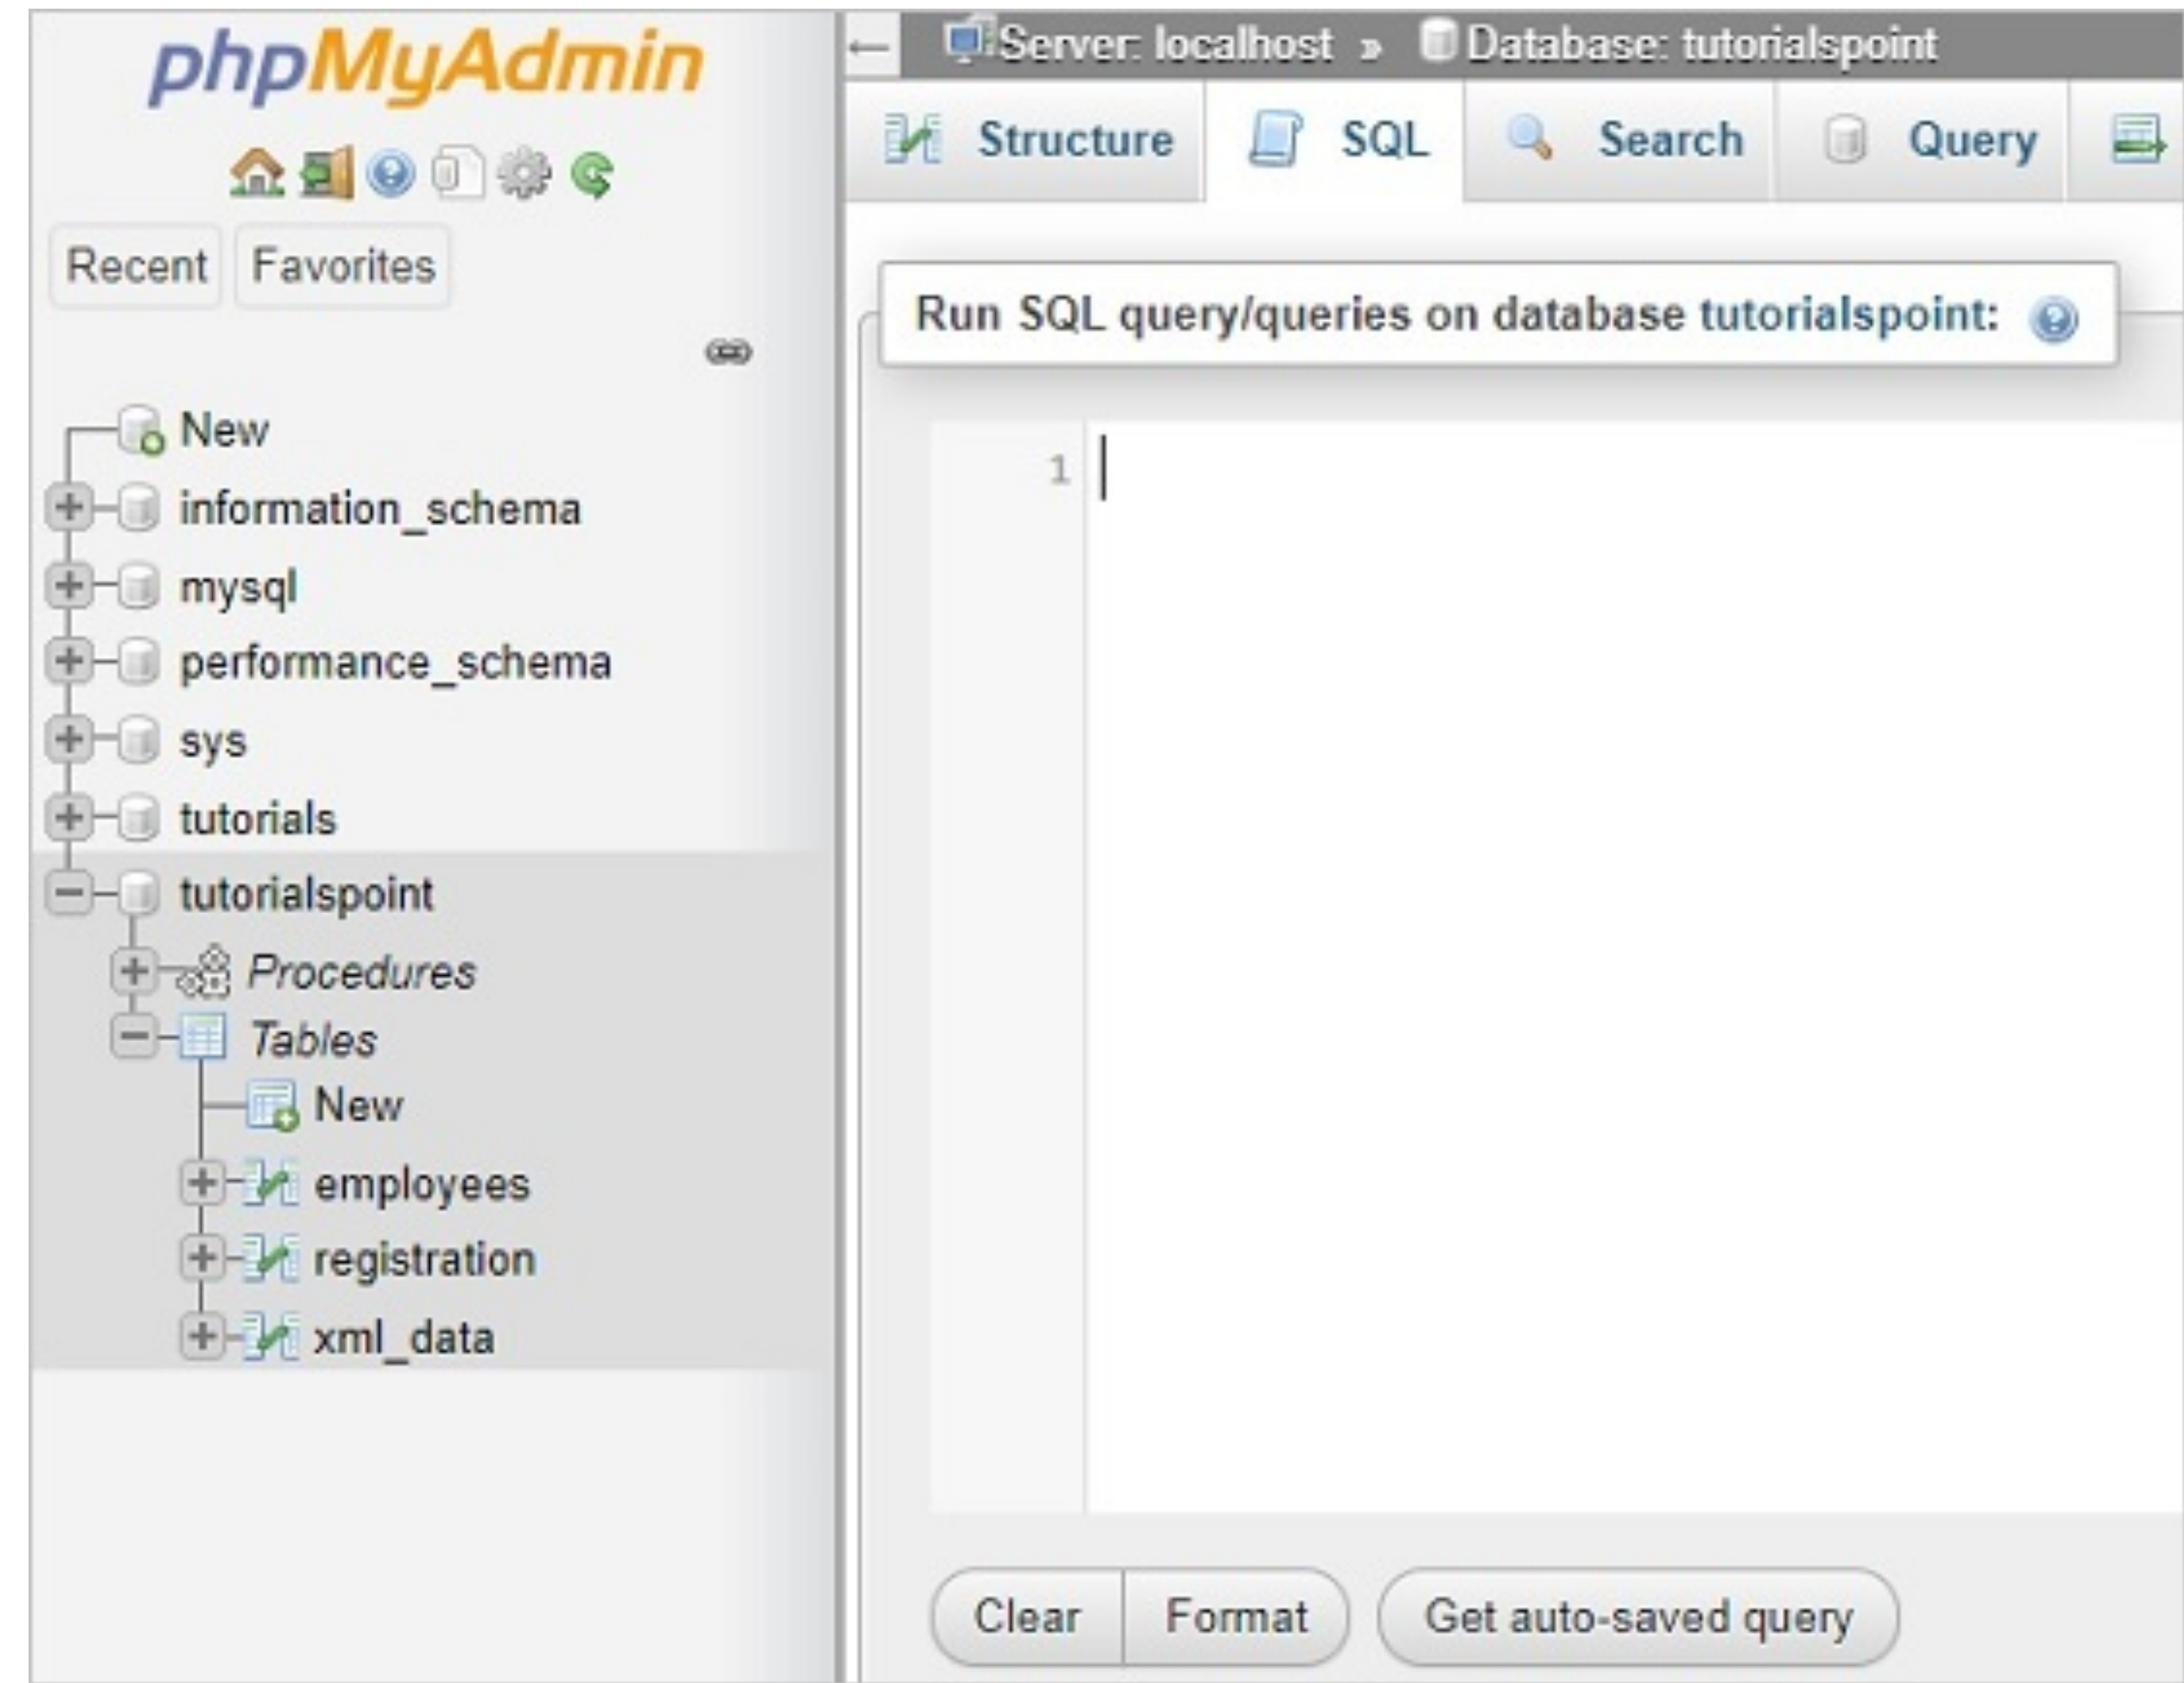 phpMyAdmin
Recent Favorites
New
information_schema
mysql
performance_schema
sys
tutorials
tutorialspoint
Procedures
Tables
New
employees
registration
xml_data
Server: localhost » Database: tutorialspoint
Structure SQL Search Query
Run SQL query/queries on database tutorialspoint:
1
Clear Format Get auto-saved query